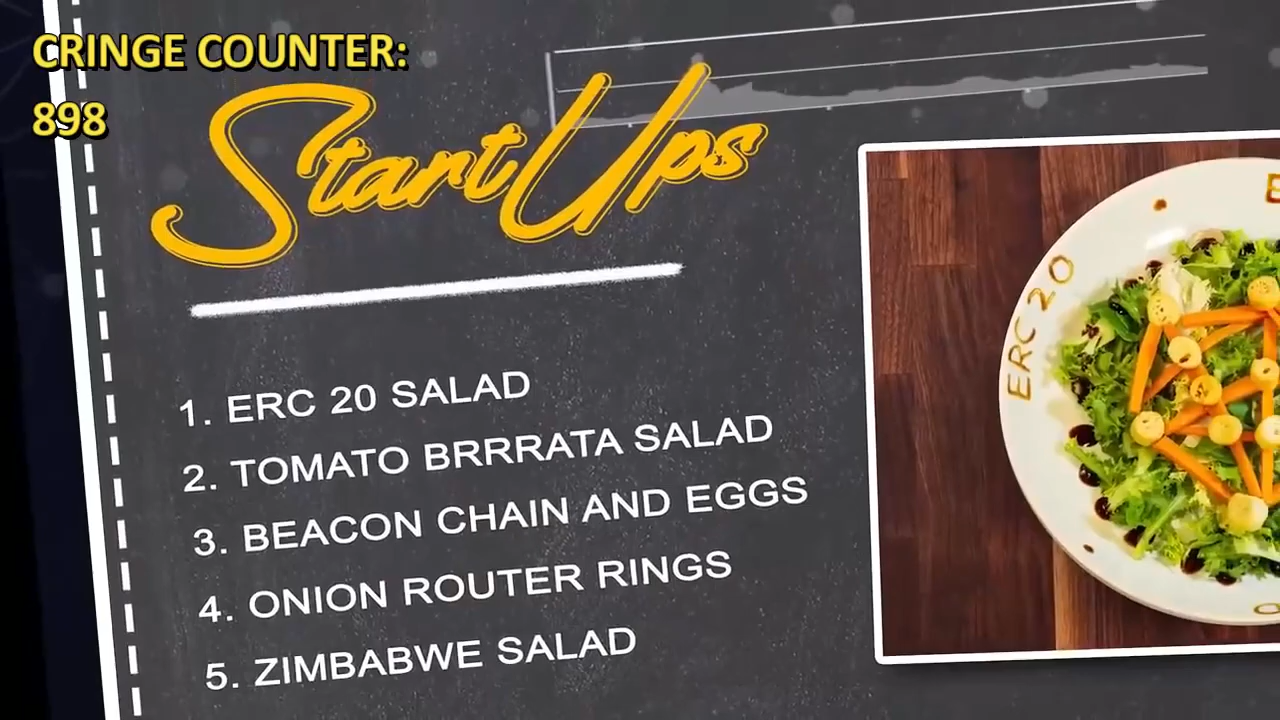 CRINGE COUNTER:
898
StartUps
1. ERC 20 SALAD
2. TOMATO BRRRATA SALAD
3. BEACON CHAIN AND EGGS
4. ONION ROUTER RINGS
5. ZIMBABWE SALAD
ERC 20